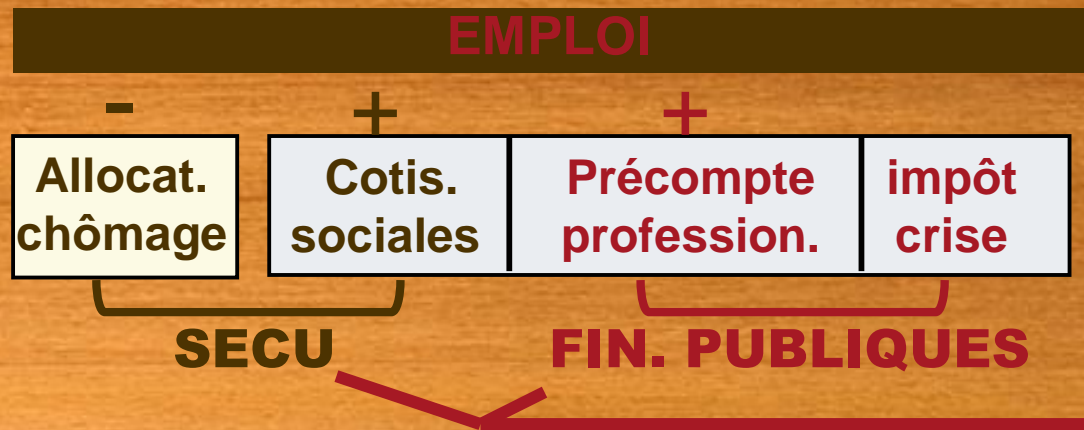 EMPLOI
- + +
Allocat. chômage
Cotis. sociales
Précompte profession.
impôt crise
SECU
FIN. PUBLIQUES